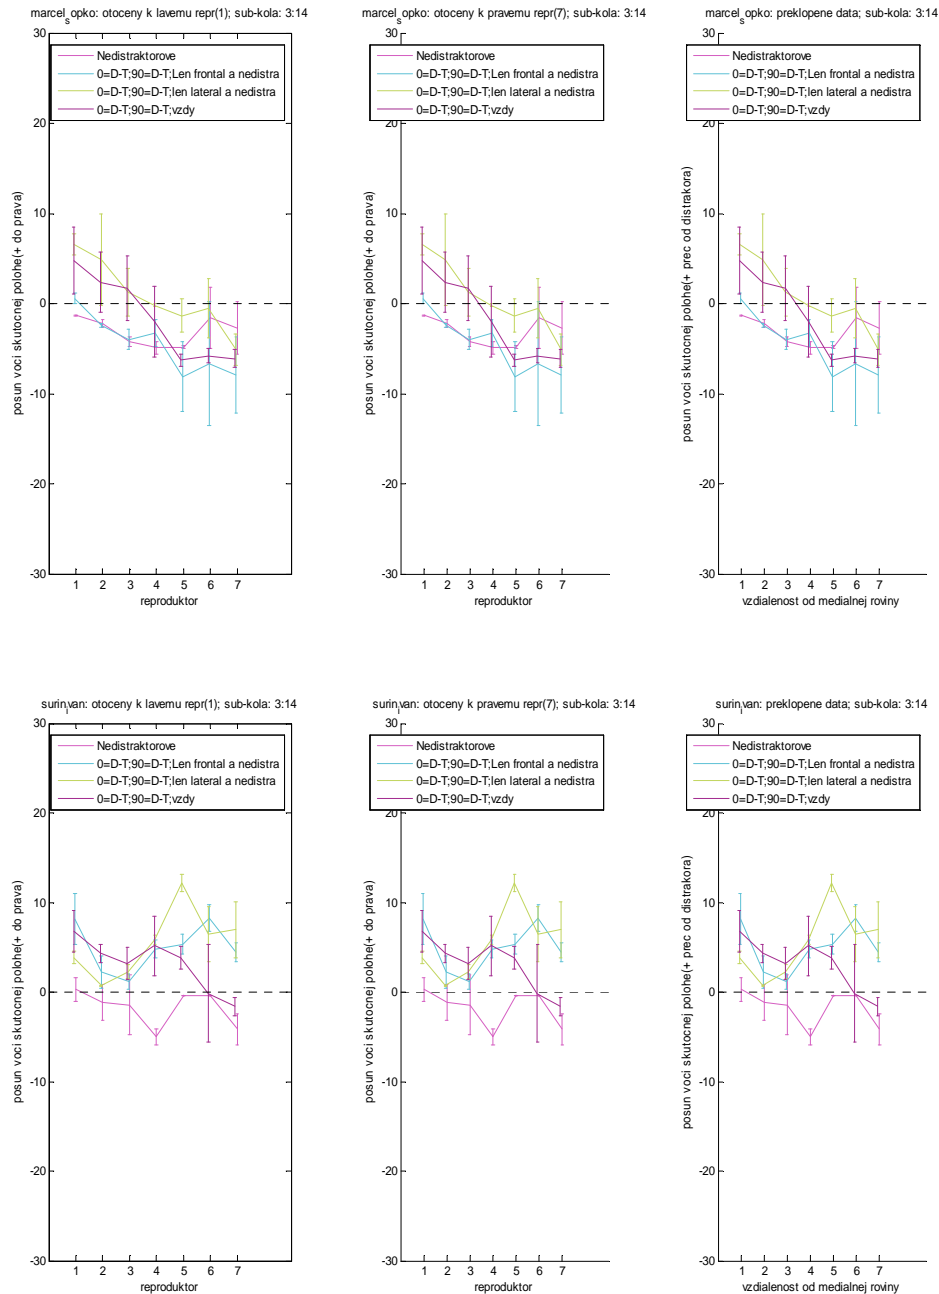 marcel_sopko: otoceny k lavemu repr(1); sub-kola: 3:14
30
Nedistraktorove
0=D-T;90=D-T;Len frontal a nedistra
0=D-T;90=D-T;len lateral a nedistra
0=D-T;90=D-T;vzdy
20
10
0
-10
-20
-30
posun voci skutocnej polohe(+ do prava)
1 2 3 4 5 6 7
reproduktor
marcel_sopko: otoceny k pravemu repr(7); sub-kola: 3:14
30
Nedistraktorove
0=D-T;90=D-T;Len frontal a nedistra
0=D-T;90=D-T;len lateral a nedistra
0=D-T;90=D-T;vzdy
20
10
0
-10
-20
-30
posun voci skutocnej polohe(+ do prava)
1 2 3 4 5 6 7
reproduktor
marcel_sopko: preklopene data; sub-kola: 3:14
30
Nedistraktorove
0=D-T;90=D-T;Len frontal a nedistra
0=D-T;90=D-T;len lateral a nedistra
0=D-T;90=D-T;vzdy
20
10
0
-10
-20
-30
posun voci skutocnej polohe(+ prec od distrakora)
1 2 3 4 5 6 7
vzdialenost od medialnej roviny
surin_ivan: otoceny k lavemu repr(1); sub-kola: 3:14
30
Nedistraktorove
0=D-T;90=D-T;Len frontal a nedistra
0=D-T;90=D-T;len lateral a nedistra
0=D-T;90=D-T;vzdy
20
10
0
-10
-20
-30
posun voci skutocnej polohe(+ do prava)
1 2 3 4 5 6 7
reproduktor
surin_ivan: otoceny k pravemu repr(7); sub-kola: 3:14
30
Nedistraktorove
0=D-T;90=D-T;Len frontal a nedistra
0=D-T;90=D-T;len lateral a nedistra
0=D-T;90=D-T;vzdy
20
10
0
-10
-20
-30
posun voci skutocnej polohe(+ do prava)
1 2 3 4 5 6 7
reproduktor
surin_ivan: preklopene data; sub-kola: 3:14
30
Nedistraktorove
0=D-T;90=D-T;Len frontal a nedistra
0=D-T;90=D-T;len lateral a nedistra
0=D-T;90=D-T;vzdy
20
10
0
-10
-20
-30
posun voci skutocnej polohe(+ prec od distrakora)
1 2 3 4 5 6 7
vzdialenost od medialnej roviny